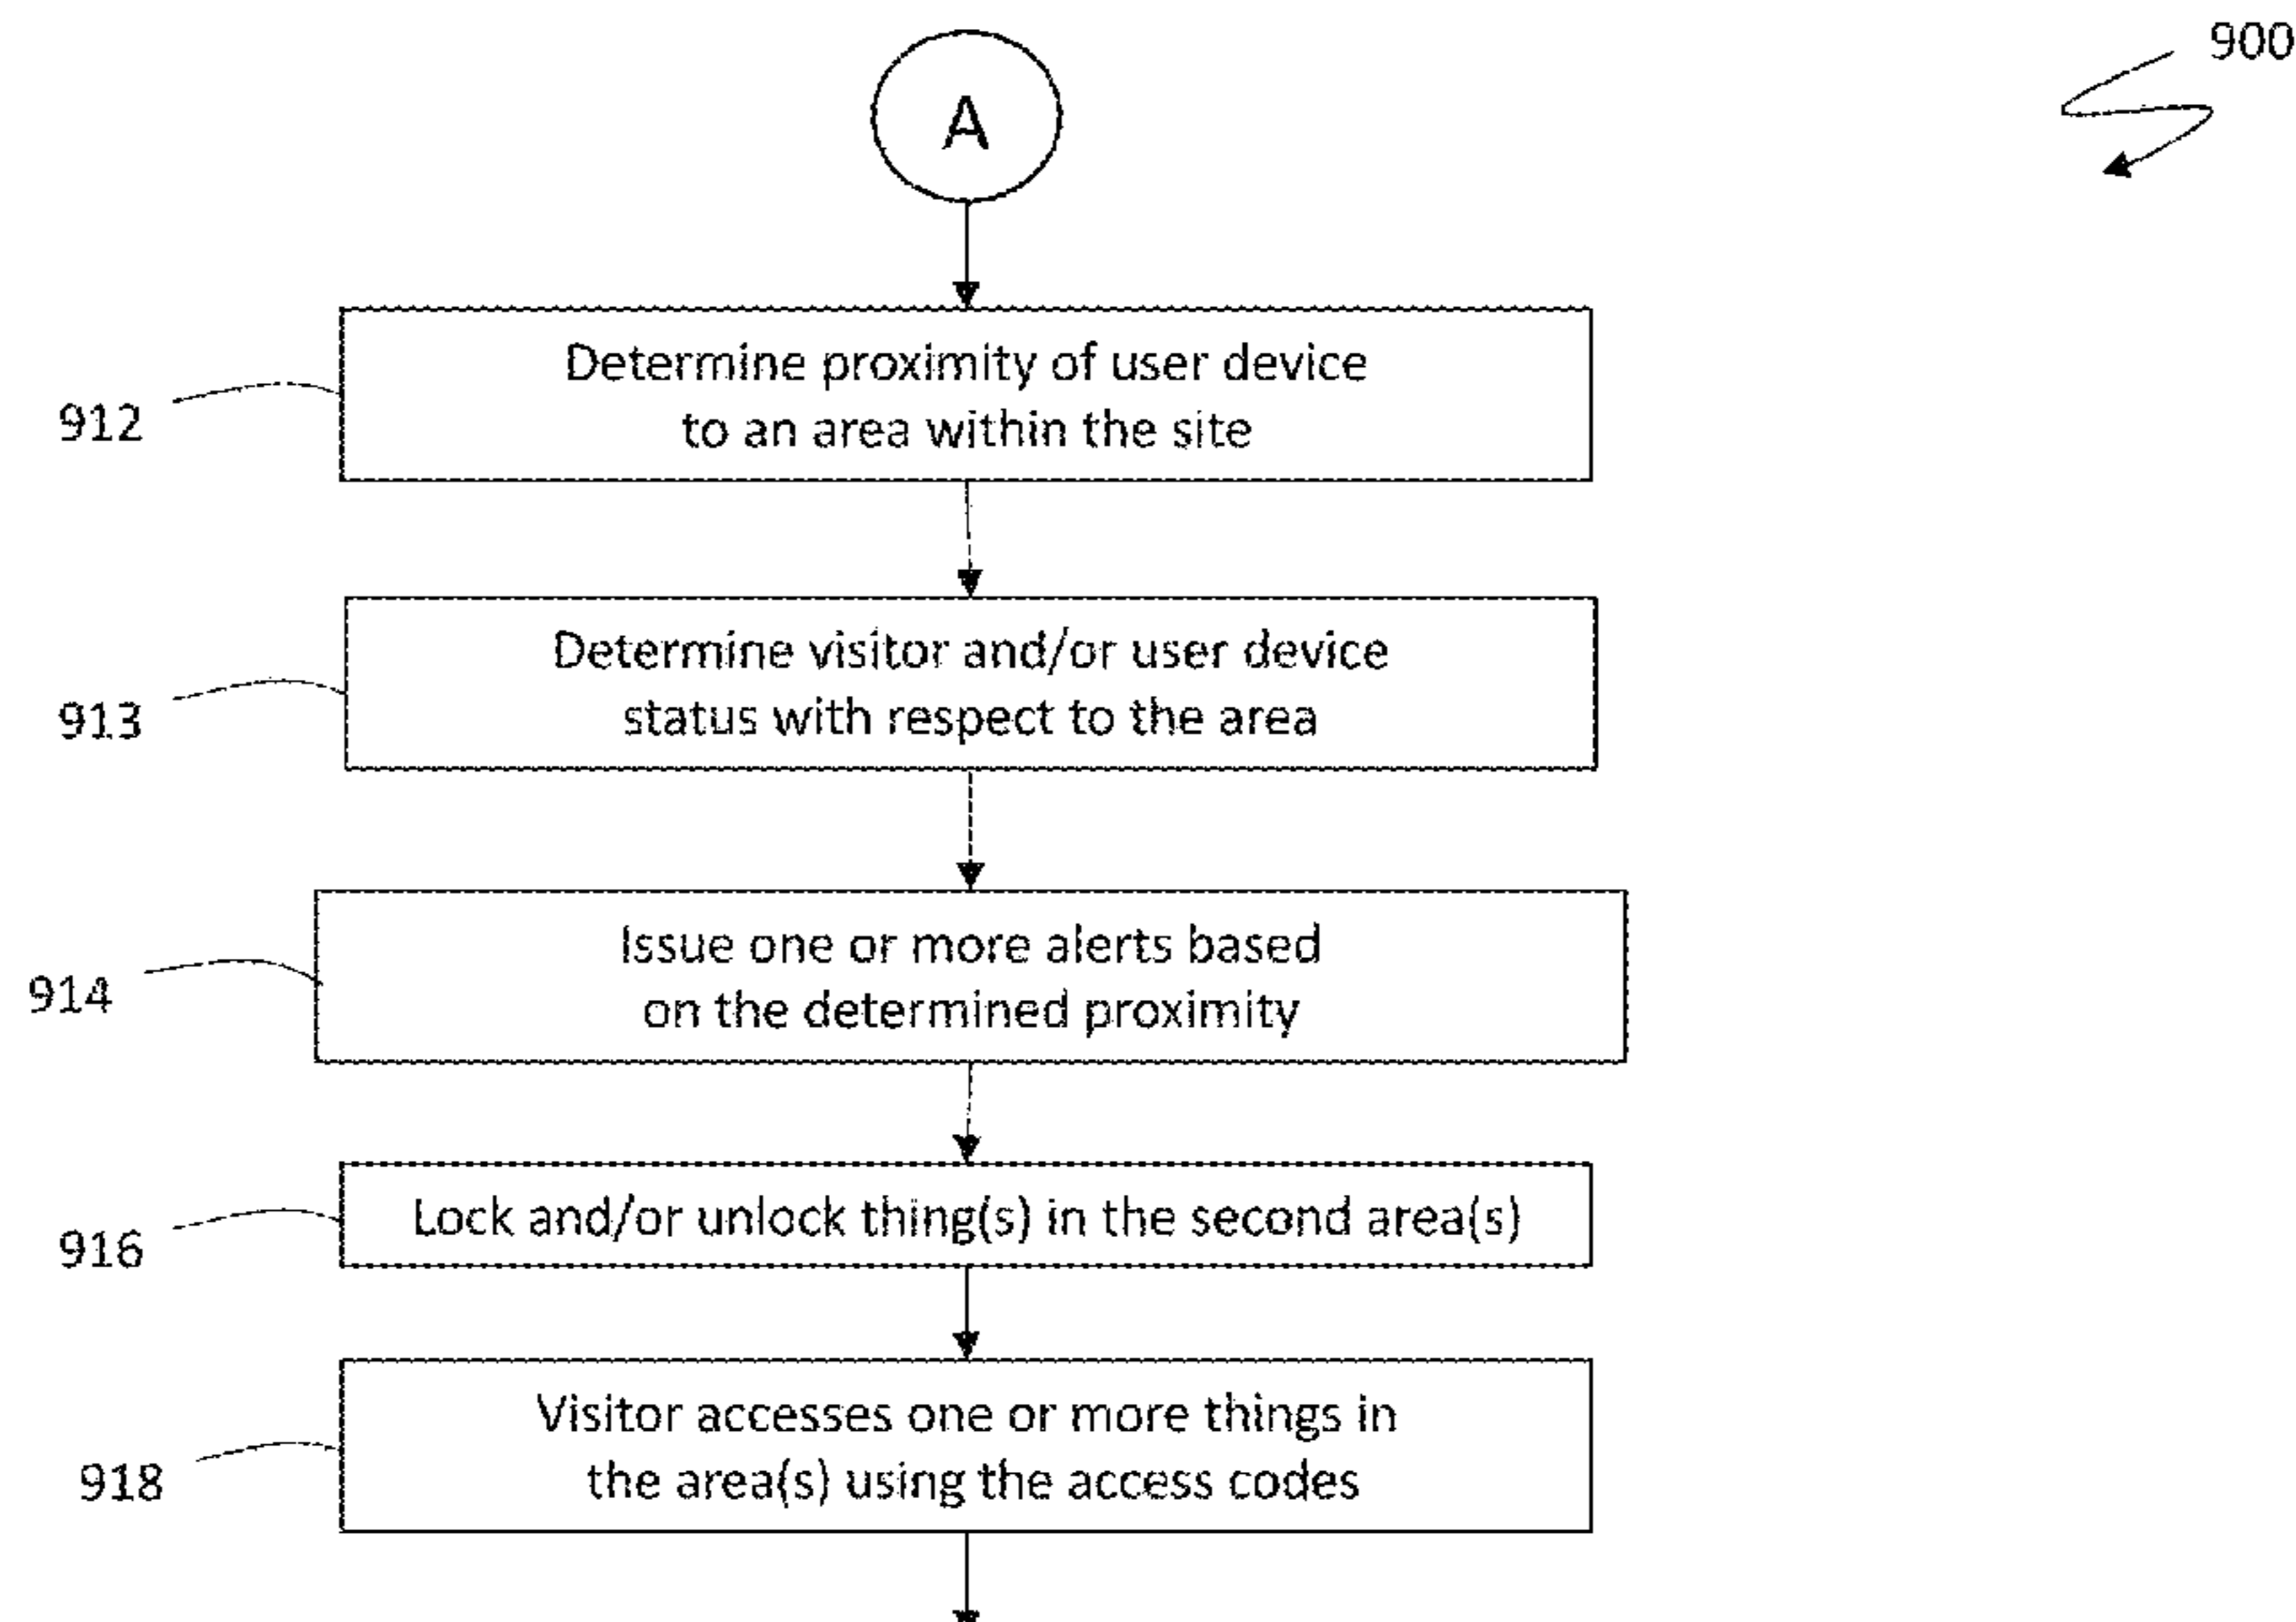 900
A
Determine proximity of user device
to an area within the site
912
Determine visitor and/or user device
status with respect to the area
913
Issue one or more alerts based
on the determined proximity
914
Lock and/or unlock thing(s) in the second area(s)
916
Visitor accesses one or more things in
the area(s) using the access codes
918